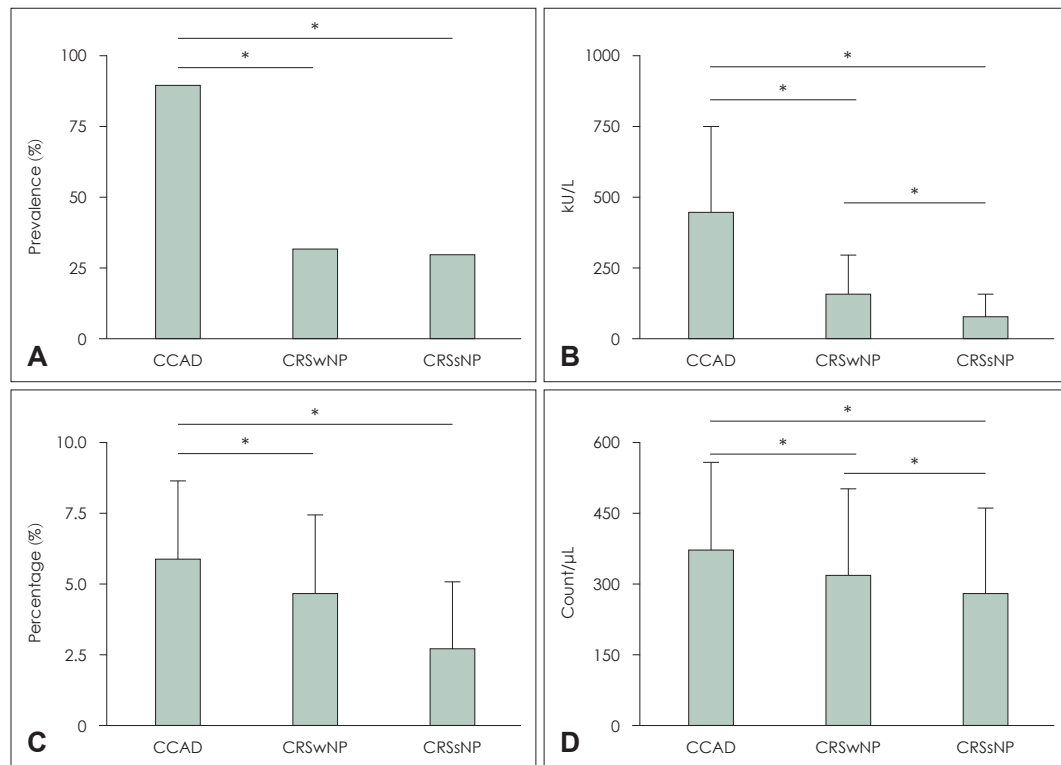 *
*
100
75
50
25
0
Prevalence (%)
CCAD CRSwNP CRSsNP
A
*
*
*
1000
750
500
250
0
kU/L
CCAD CRSwNP CRSsNP
B
*
*
10.0
7.5
5.0
2.5
0
Percentage (%)
CCAD CRSwNP CRSsNP
C
*
*
*
600
450
300
150
0
Count/µL
CCAD CRSwNP CRSsNP
D